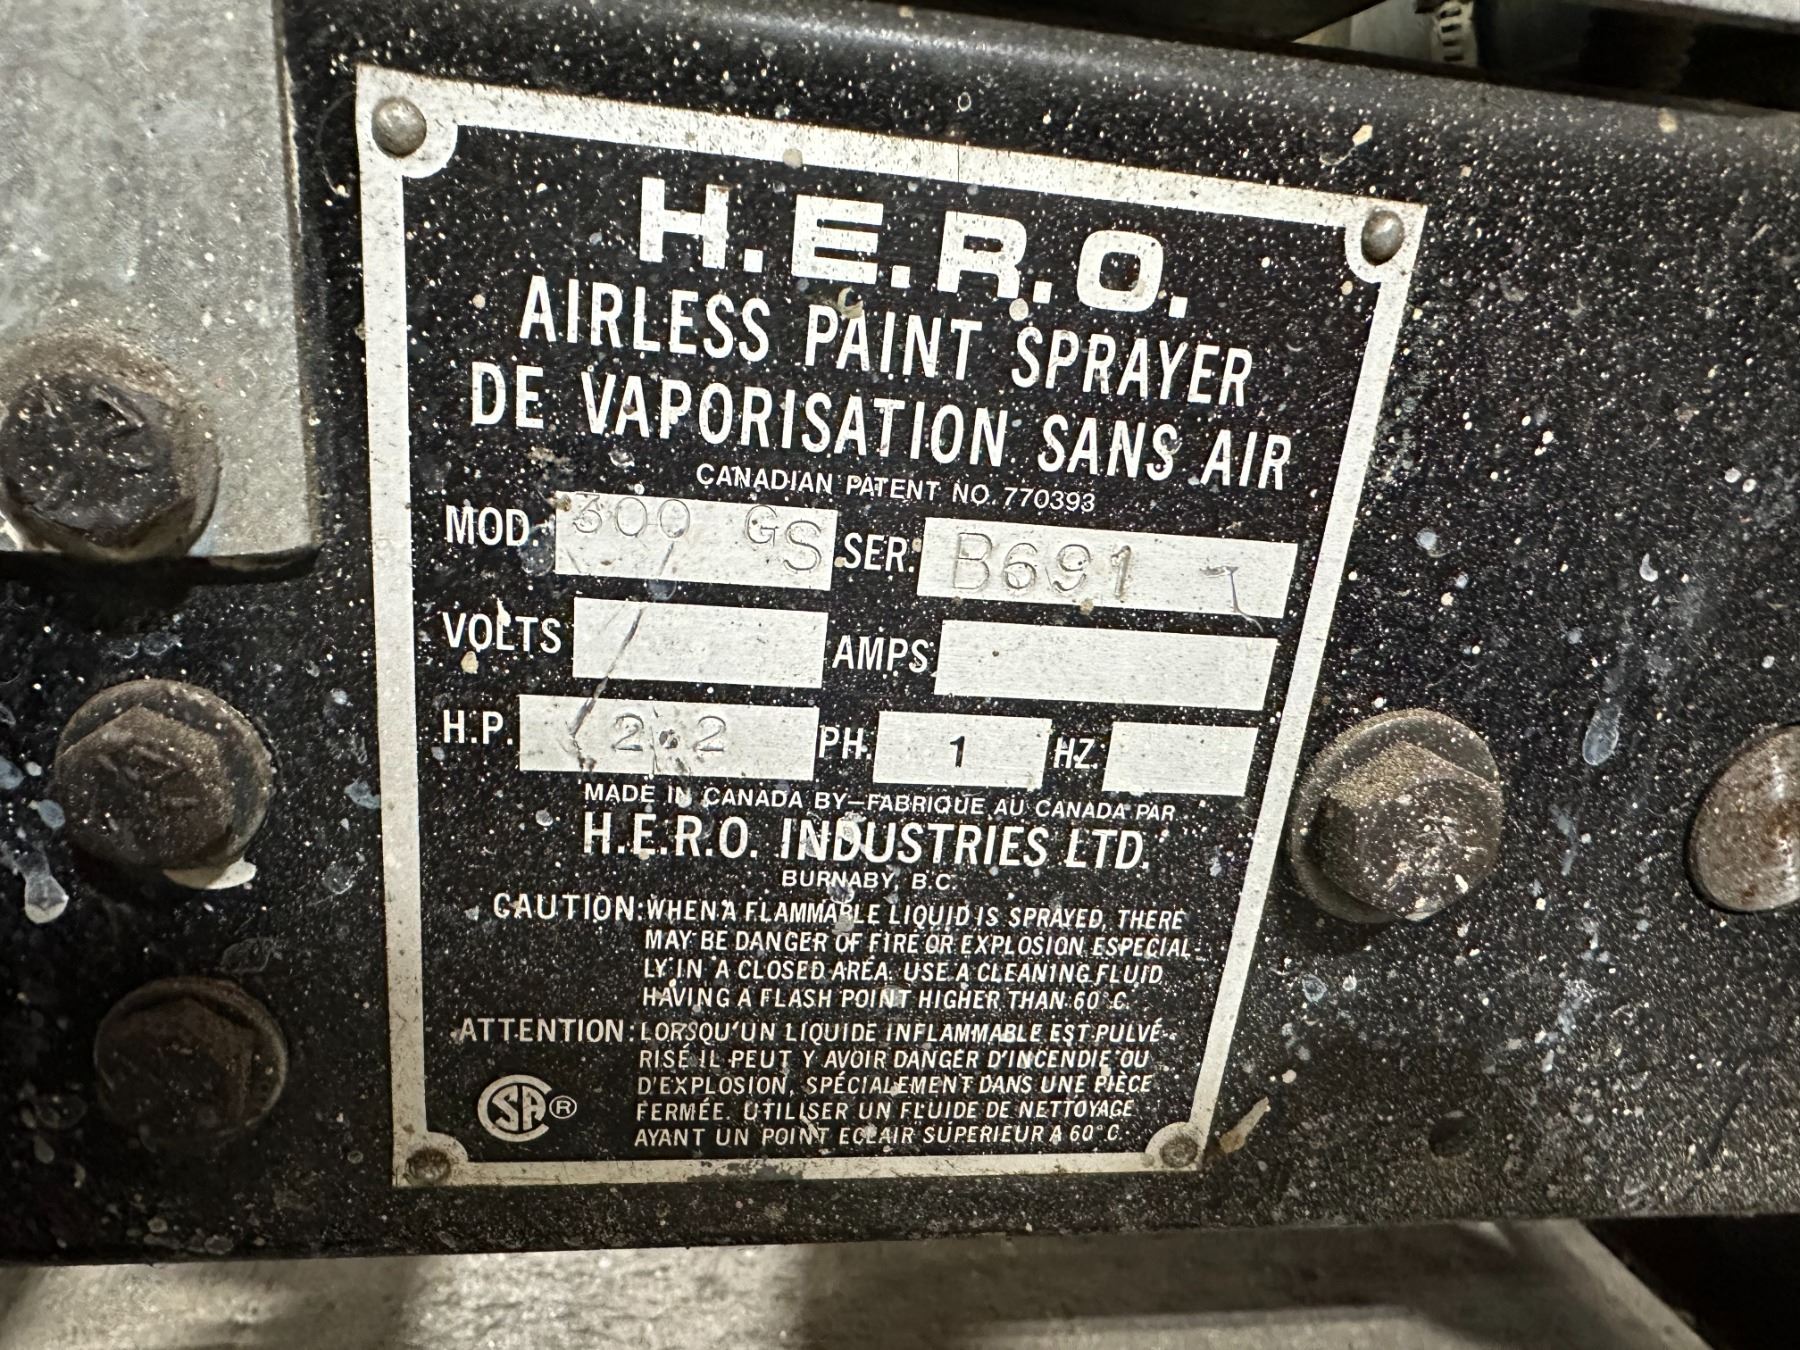 H.E.R.O.
AIRLESS PAINT SPRAYER
DE VAPORISATION SANS AIR
CANADIAN PATENT NO. 770393
MOD. 300 GS SER. B691
VOLTS AMPS
H.P. 2.2 PH. 1 HZ.
MADE IN CANADA BY—FABRIQUE AU CANADA PAR
H.E.R.O. INDUSTRIES LTD.
BURNABY, B.C.
CAUTION: WHEN A FLAMMABLE LIQUID IS SPRAYED, THERE
MAY BE DANGER OF FIRE OR EXPLOSION ESPECIAL-
LY IN A CLOSED AREA. USE A CLEANING FLUID
HAVING A FLASH POINT HIGHER THAN 60°C.
ATTENTION: LORSQU'UN LIQUIDE INFLAMMABLE EST PULVÉ-
RISÉ IL PEUT Y AVOIR DANGER D'INCENDIE OU
D'EXPLOSION, SPÉCIALEMENT DANS UNE PIÈCE
FERMÉE. UTILISER UN FLUIDE DE NETTOYAGE
AYANT UN POINT ECLAIR SUPERIEUR A 60°C.
CSA ®